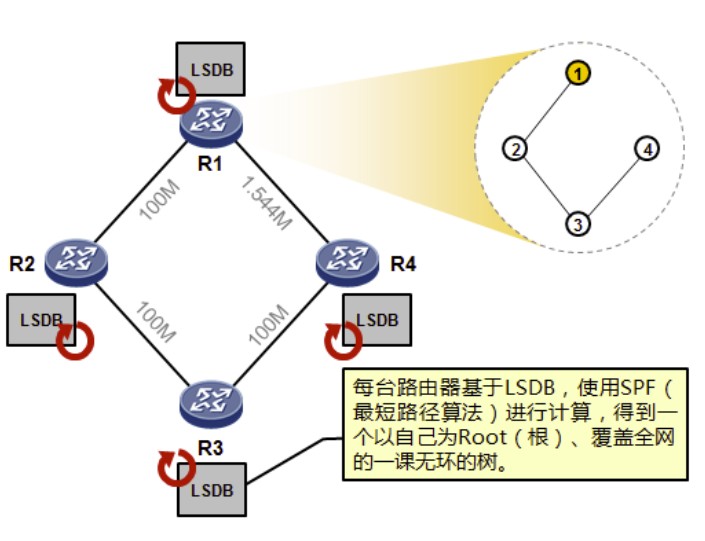 LSDB
R1
1
2
4
3
100M
1.544M
R2
R4
LSDB
LSDB
100M
100M
R3
LSDB
每台路由器基于LSDB，使用SPF（
最短路径算法）进行计算，得到一
个以自己为Root（根）、覆盖全网
的一课无环的树。